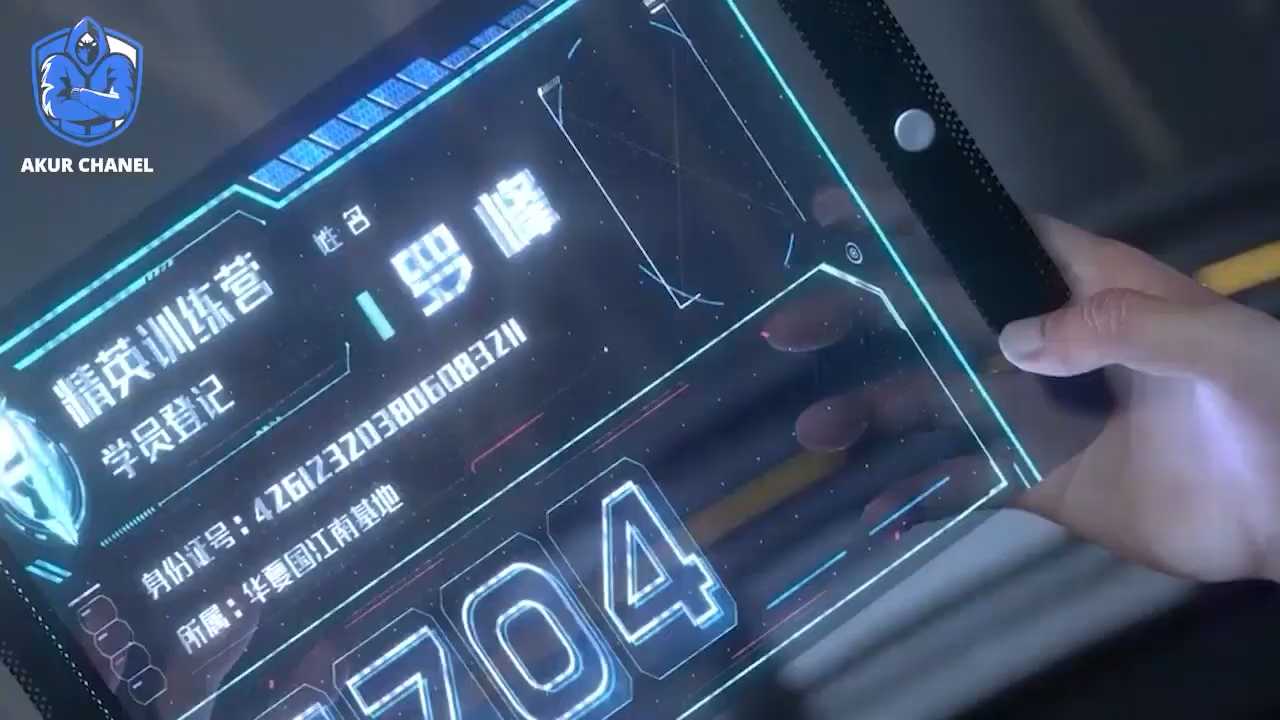 AKUR CHANEL
姓名
罗峰
精英训练营
学员登记
身份证号：426123203806083211
所属：华夏国江南基地
704